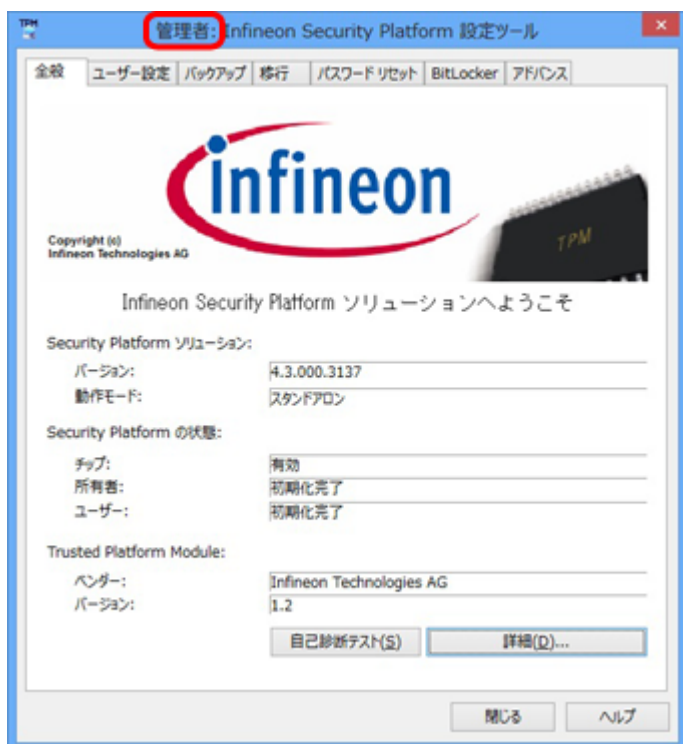 TPM
管理者: Infineon Security Platform 設定ツール
全般 ユーザー設定 バックアップ 移行 パスワード リセット BitLocker アドバンス
infineon
TPM
Copyright (c)
Infineon Technologies AG
Infineon Security Platform ソリューションへようこそ
Security Platform ソリューション:
バージョン: 4.3.000.3137
動作モード: スタンドアロン
Security Platform の状態:
チップ: 有効
所有者: 初期化完了
ユーザー: 初期化完了
Trusted Platform Module:
ベンダー: Infineon Technologies AG
バージョン: 1.2
自己診断テスト(S) 詳細(D)...
閉じる ヘルプ